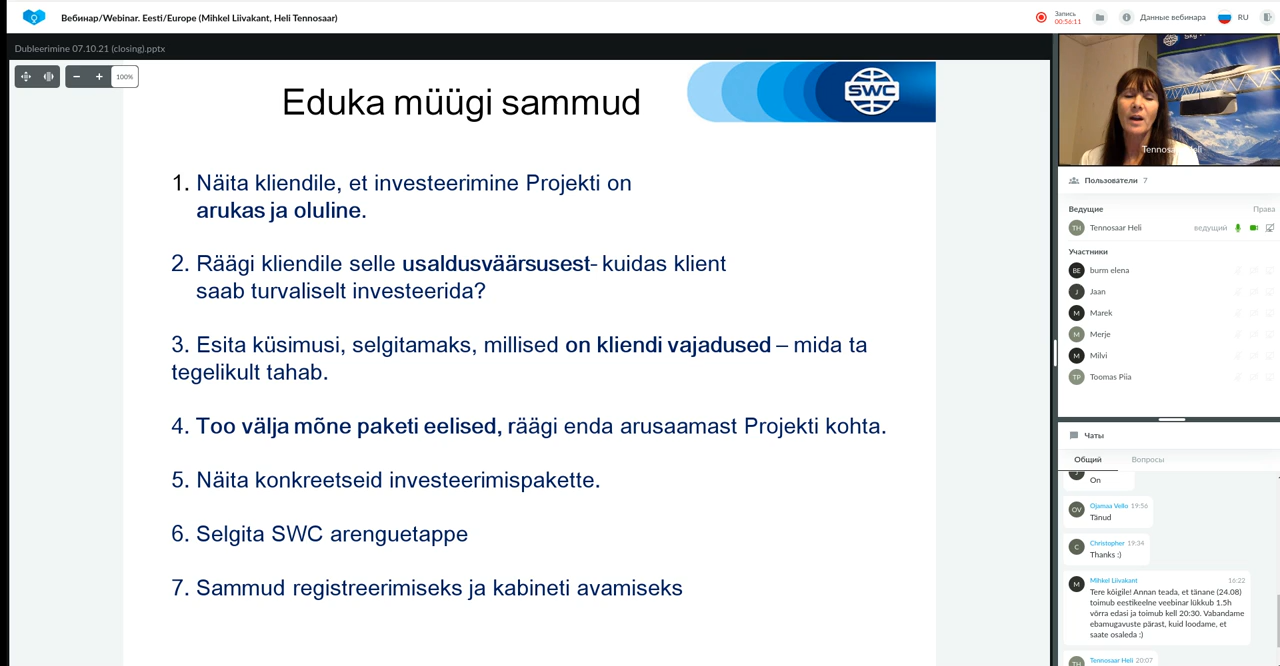 Вебинар/Webinar. Eesti/Europe (Mihkel Liivakant, Heli Tennosaar)
Запись
00:56:11
Данные вебинара
RU
Dubleerimine 07.10.21 (closing).pptx
100%
Eduka müügi sammud
SWC
1. Näita kliendile, et investeerimine Projekti on
arukas ja oluline.
2. Räägi kliendile selle usaldusväärsusest- kuidas klient
saab turvaliselt investeerida?
3. Esita küsimusi, selgitamaks, millised on kliendi vajadused – mida ta
tegelikult tahab.
4. Too välja mõne paketi eelised, räägi enda arusaamast Projekti kohta.
5. Näita konkreetseid investeerimispakette.
6. Selgita SWC arenguetappe
7. Sammud registreerimiseks ja kabineti avamiseks
Пользователи 7
Ведущие Права
TH Tennosaar Heli ведущий
Участники
BE burm elena
J Jaan
M Marek
M Merje
M Milvi
TP Toomas Piia
Чаты
Общий Вопросы
On
OV Ojamaa Vello 19:56
Tänud
C Christopher 19:34
Thanks :)
M Mihkel Liivakant 16:22
Tere kõigile! Annan teada, et tänane (24.08)
toimub eestikeelne veebinar lükkub 1.5h
võrra edasi ja toimub kell 20:30. Vabandame
ebamugavuste pärast, kuid loodame, et
saate osaleda :)
TH Tennosaar Heli 20:07